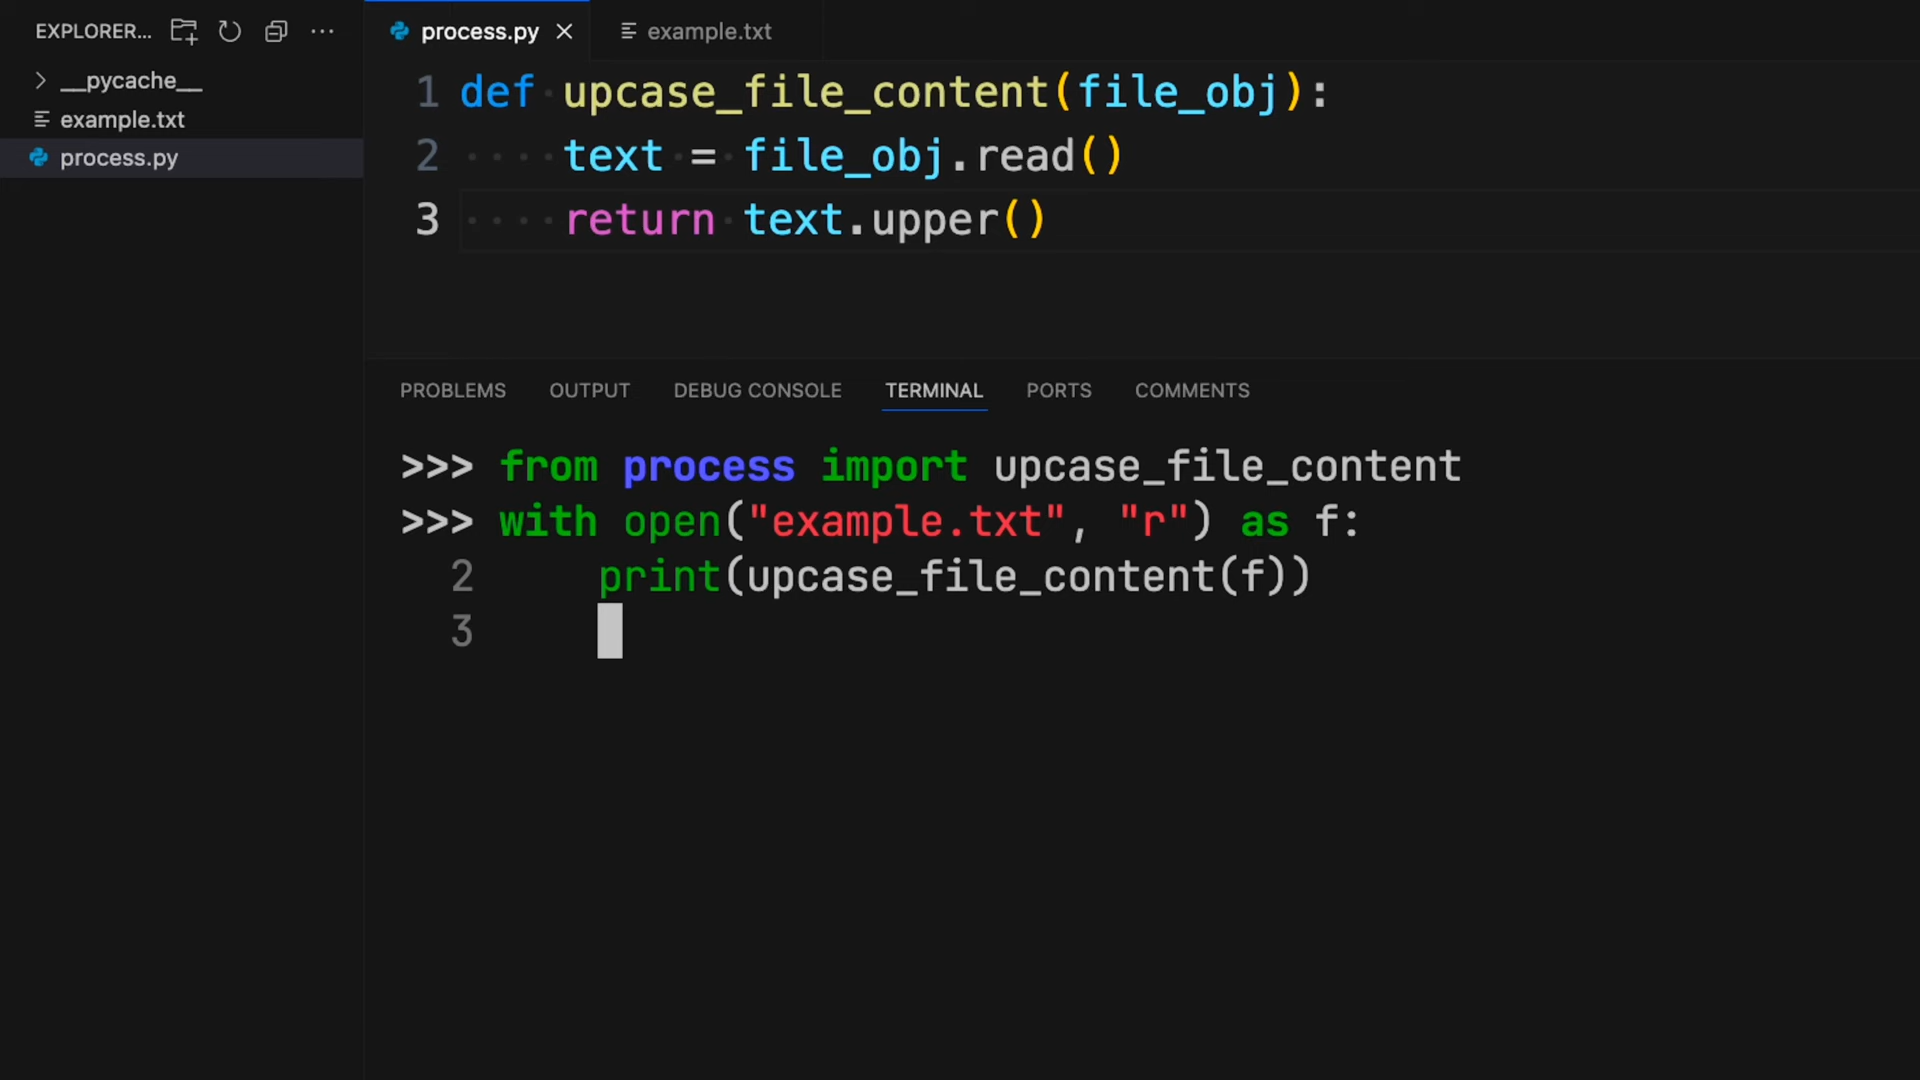 EXPLORER...
__pycache__
example.txt
process.py
process.py
example.txt
1 def upcase_file_content(file_obj):
2     text = file_obj.read()
3     return text.upper()
PROBLEMS OUTPUT DEBUG CONSOLE TERMINAL PORTS COMMENTS
>>> from process import upcase_file_content
>>> with open("example.txt", "r") as f:
2     print(upcase_file_content(f))
3